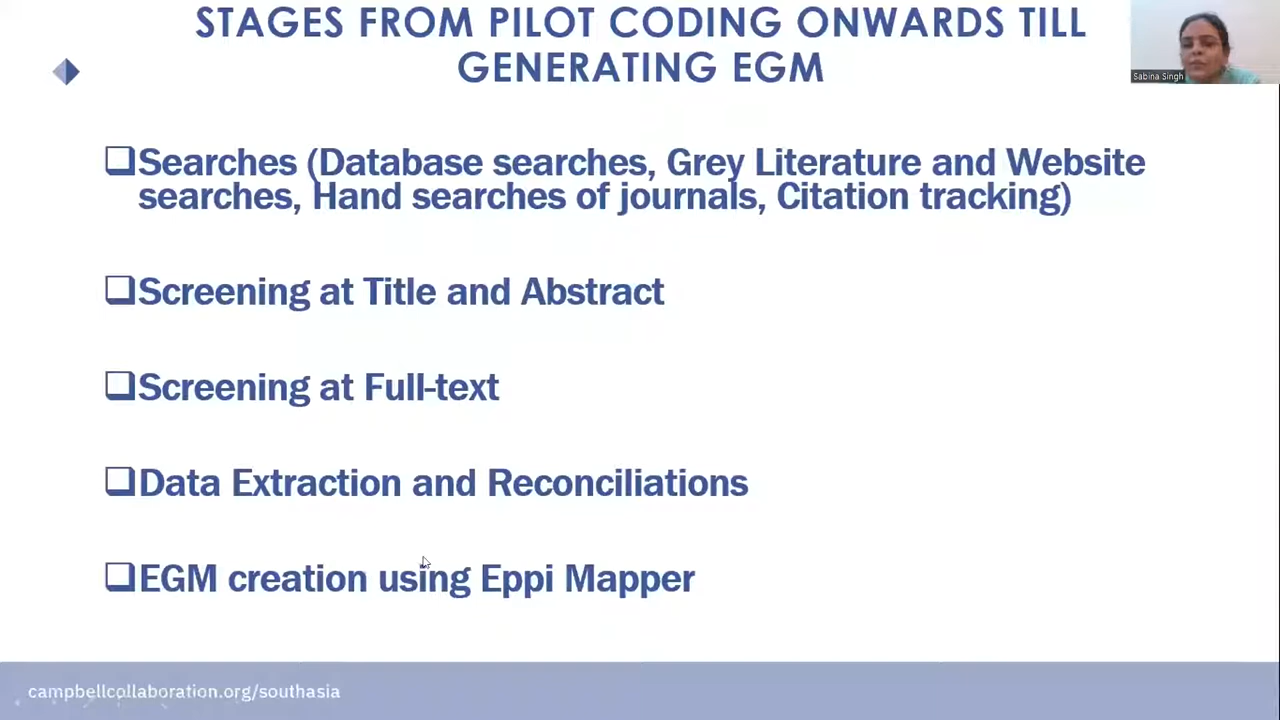 STAGES FROM PILOT CODING ONWARDS TILL
GENERATING EGM
Sabina Singh
Searches (Database searches, Grey Literature and Website
searches, Hand searches of journals, Citation tracking)
Screening at Title and Abstract
Screening at Full-text
Data Extraction and Reconciliations
EGM creation using Eppi Mapper
campbellcollaboration.org/southasia